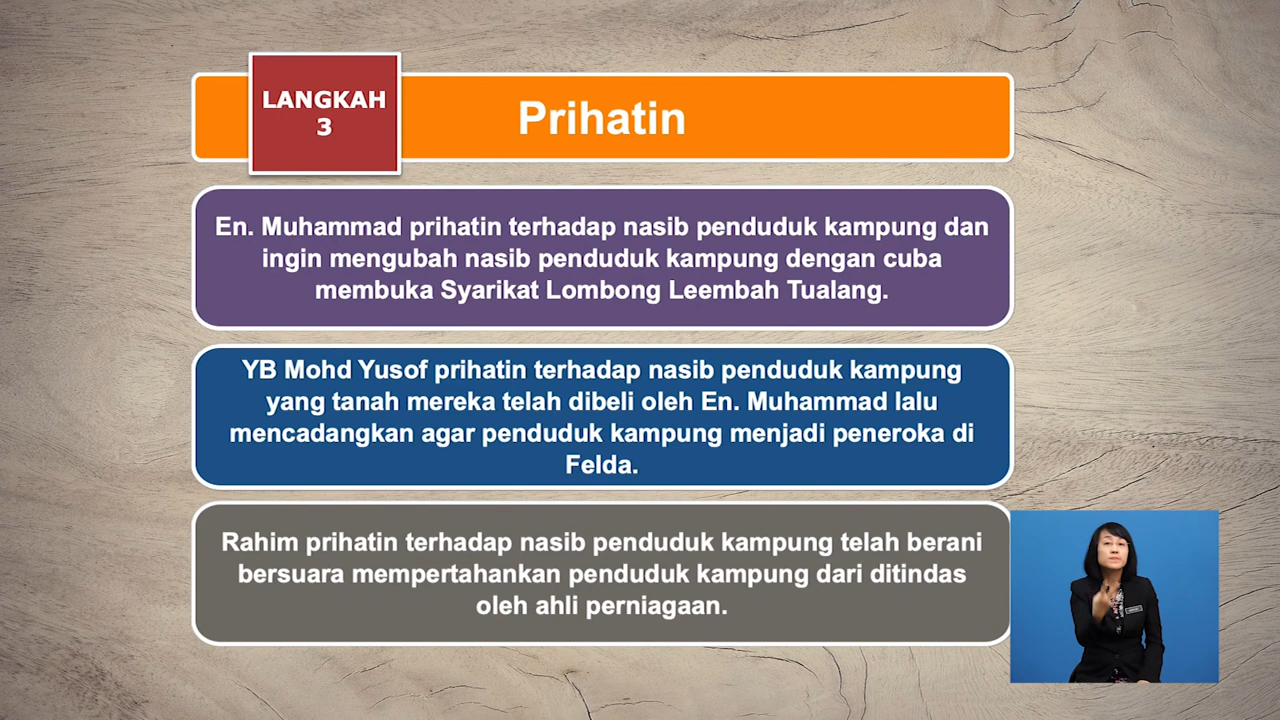 LANGKAH
3
Prihatin
En. Muhammad prihatin terhadap nasib penduduk kampung dan
ingin mengubah nasib penduduk kampung dengan cuba
membuka Syarikat Lombong Leembah Tualang.
YB Mohd Yusof prihatin terhadap nasib penduduk kampung
yang tanah mereka telah dibeli oleh En. Muhammad lalu
mencadangkan agar penduduk kampung menjadi peneroka di
Felda.
Rahim prihatin terhadap nasib penduduk kampung telah berani
bersuara mempertahankan penduduk kampung dari ditindas
oleh ahli perniagaan.